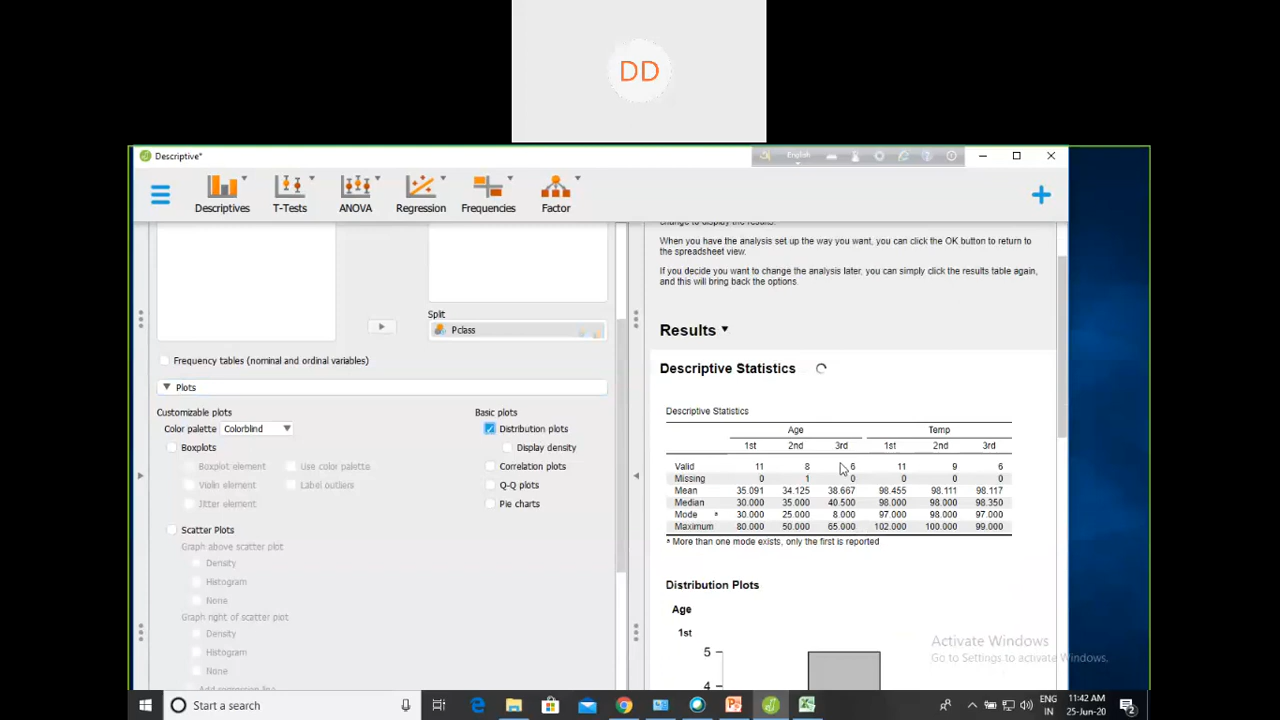 DD
Descriptive*
English
Descriptives
T-Tests
ANOVA
Regression
Frequencies
Factor
change to display the results.
When you have the analysis set up the way you want, you can click the OK button to return to
the spreadsheet view.
If you decide you want to change the analysis later, you can simply click the results table again,
and this will bring back the options.
Split
Pclass
Frequency tables (nominal and ordinal variables)
Plots
Customizable plots
Color palette Colorblind
Boxplots
Boxplot element Use color palette
Violin element Label outliers
Jitter element
Scatter Plots
Graph above scatter plot
Density
Histogram
None
Graph right of scatter plot
Density
Histogram
None
Add regression line
Basic plots
Distribution plots
Display density
Correlation plots
Q-Q plots
Pie charts
Results
Descriptive Statistics
Descriptive Statistics
Age Temp
1st 2nd 3rd 1st 2nd 3rd
Valid 11 8 6 11 9 6
Missing 0 1 0 0 0 0
Mean 35.091 34.125 38.667 98.455 98.111 98.117
Median 30.000 35.000 40.500 98.000 98.000 98.350
Mode ª 30.000 25.000 8.000 97.000 98.000 97.000
Maximum 80.000 50.000 65.000 102.000 100.000 99.000
ª More than one mode exists, only the first is reported
Distribution Plots
Age
1st
5
4
Activate Windows
Go to Settings to activate Windows.
Start a search
ENG
IN
11:42 AM
25-Jun-20
2